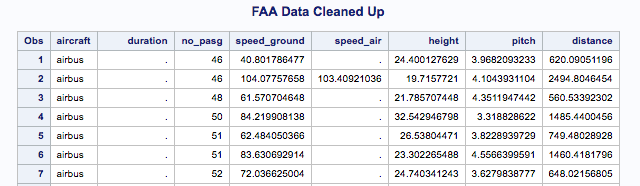 FAA Data Cleaned Up
Obs aircraft duration no_pasg speed_ground speed_air height pitch distance
1 airbus . 46 40.801786477 . 24.400127629 3.9682093233 620.09051196
2 airbus . 46 104.07757658 103.40921036 19.7157721 4.1043931104 2494.8046454
3 airbus . 48 61.570704648 . 21.785707448 4.3511947442 560.53392302
4 airbus . 50 84.219908138 . 32.542946798 3.318828622 1485.4400456
5 airbus . 51 62.484050366 . 26.53804471 3.8228939729 749.48028928
6 airbus . 51 83.630692914 . 23.302265488 4.5566399591 1460.4181796
7 airbus . 52 72.036625004 . 24.740341243 3.6279838777 648.02156805